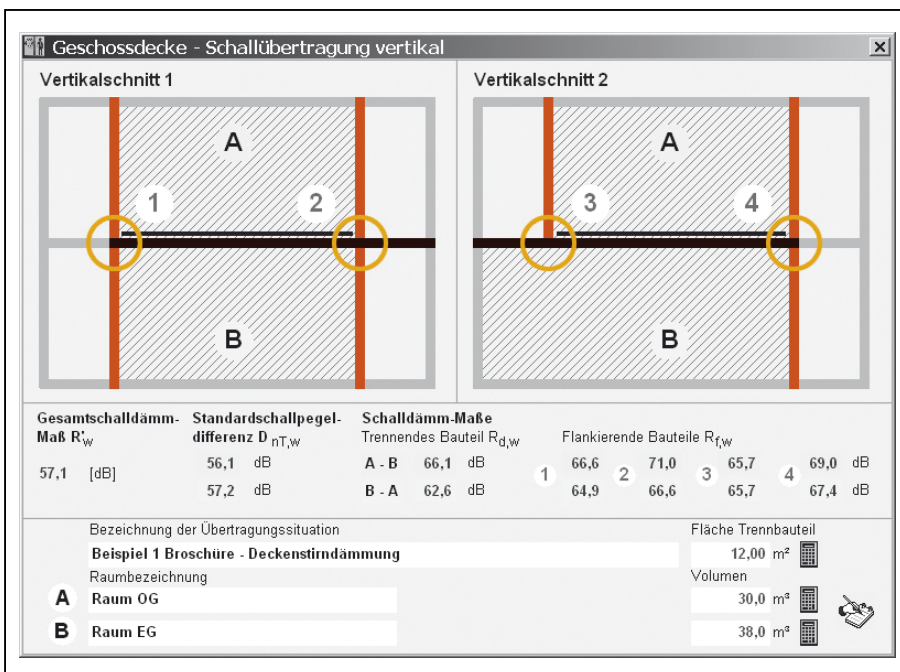 Geschossdecke - Schallübertragung vertikal
Vertikalschnitt 1
Vertikalschnitt 2
A
1
2
B
A
3
4
B
Gesamtschalldämm-
Maß R'w
57,1 [dB]
Standardschallpegel-
differenz D nT,w
56,1 dB
57,2 dB
Schalldämm-Maße
Trennendes Bauteil Rd,w
Flankierende Bauteile Rf,w
A - B 66,1 dB
1 66,6 2 71,0 3 65,7 4 69,0 dB
B - A 62,6 dB
64,9 66,6 65,7 67,4 dB
Bezeichnung der Übertragungssituation
Fläche Trennbauteil
Beispiel 1 Broschüre - Deckenstirndämmung
12,00 m²
Raumbezeichnung
Volumen
A Raum OG
30,0 m³
B Raum EG
38,0 m³